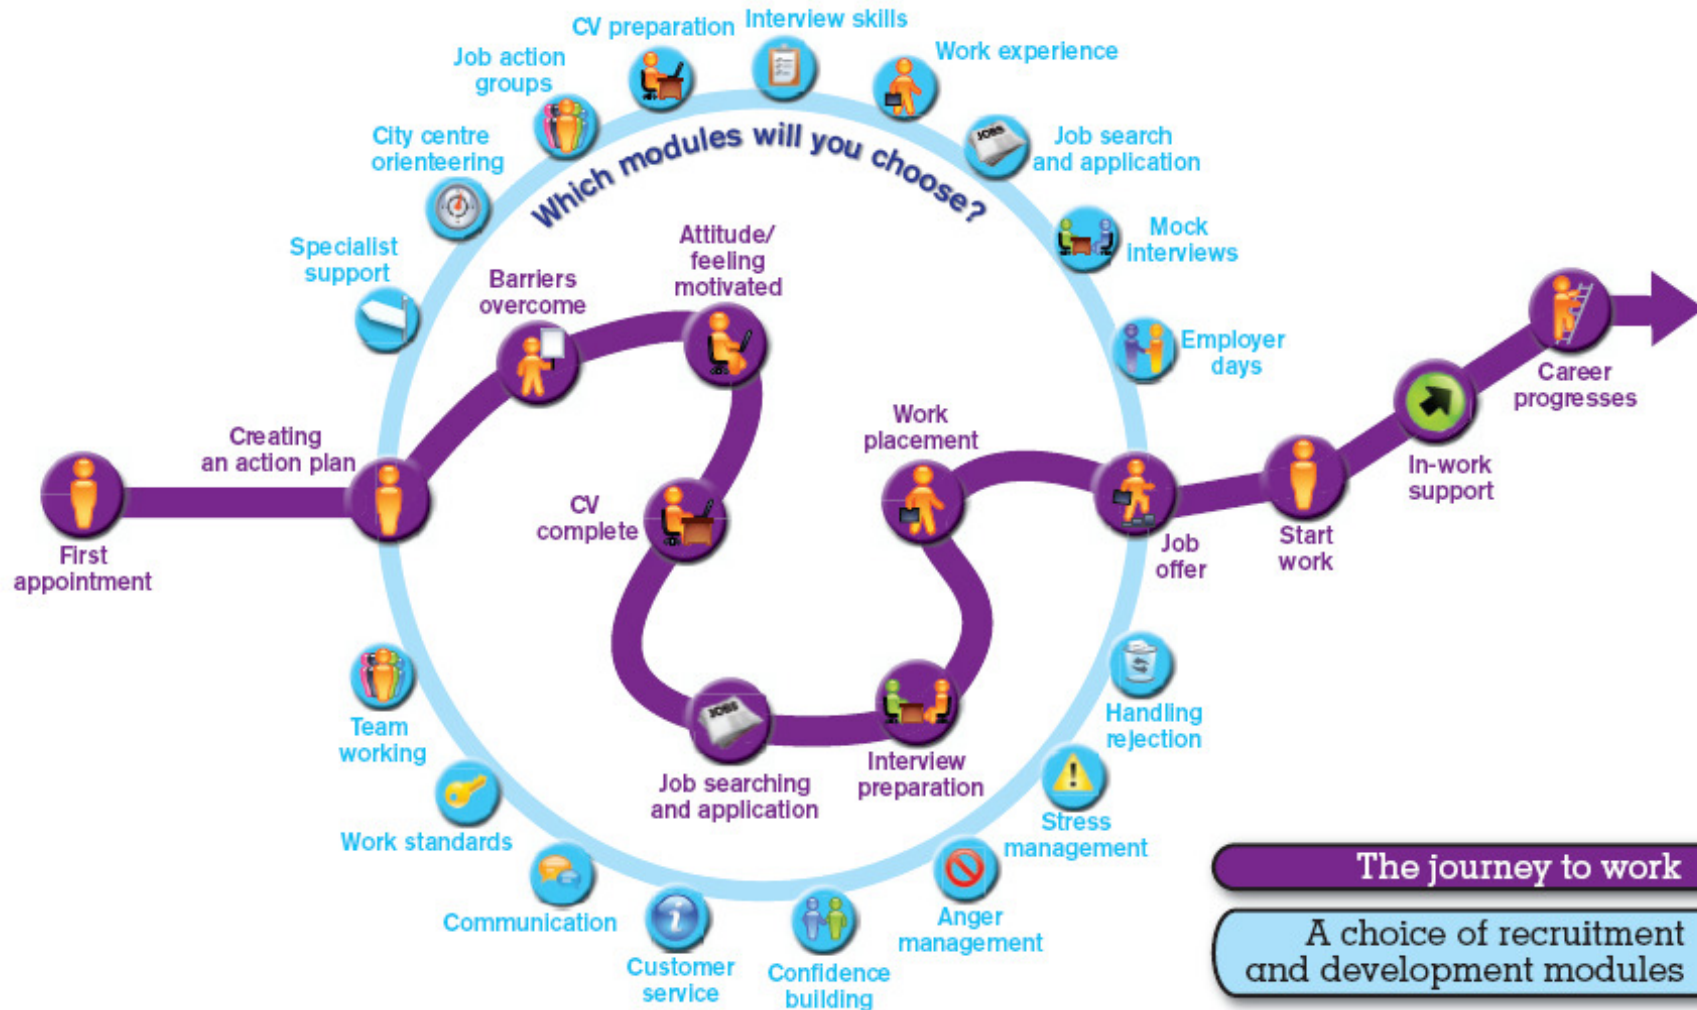 CV preparation
Interview skills
Work experience
Job action
groups
City centre
orienteering
Specialist
support
Job search
and application
Mock
interviews
Employer
days
Which modules will you choose?
First
appointment
Creating
an action plan
Barriers
overcome
Attitude/
feeling
motivated
CV
complete
JOBS
JOBS
Job searching
and application
Interview
preparation
Work
placement
Job
offer
Start
work
In-work
support
Career
progresses
Team
working
Work standards
Communication
i
Customer
service
Confidence
building
Anger
management
!
Stress
management
Handling
rejection
The journey to work
A choice of recruitment
and development modules